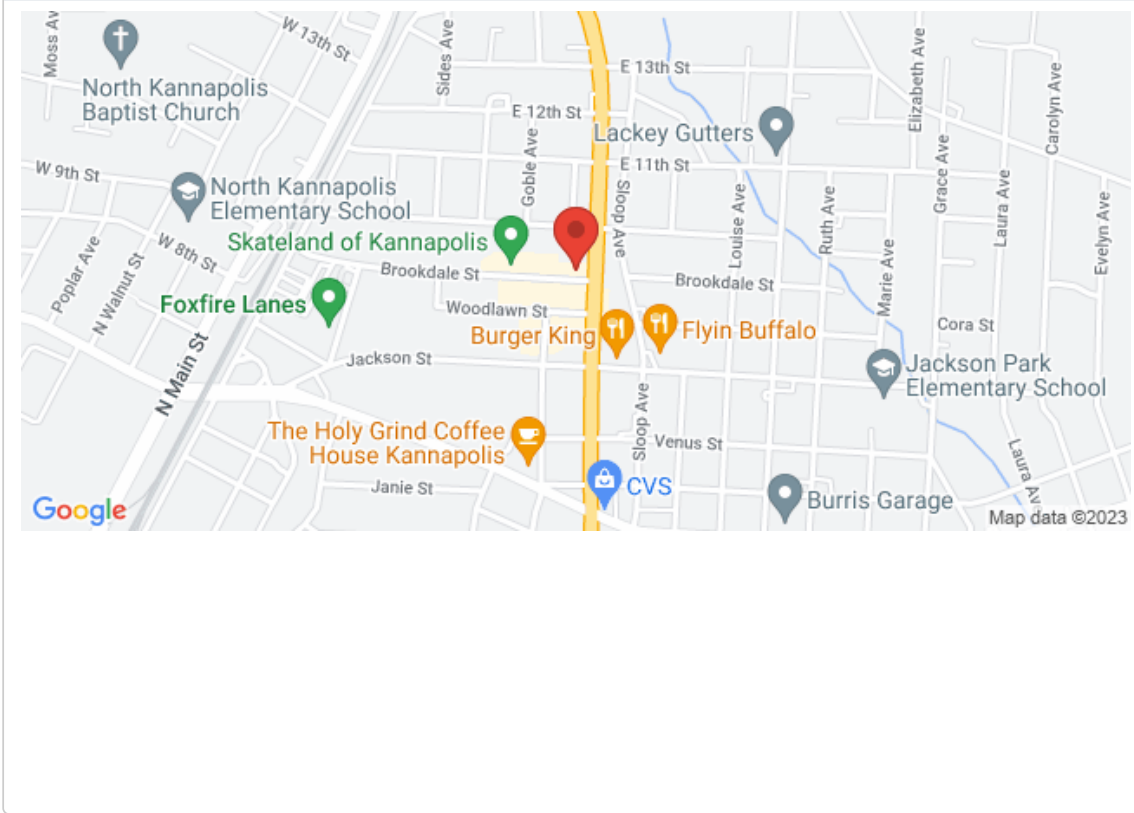 Moss Av
W 13th St
Sides Ave
E 13th St
Elizabeth Ave
Carolyn Ave
North Kannapolis
Baptist Church
E 12th St
Lackey Gutters
Goble Ave
E 11th St
Grace Ave
W 9th St
North Kannapolis
Elementary School
Sloop Ave
Louise Ave
Ruth Ave
Laura Ave
Evelyn Ave
Skateland of Kannapolis
W 8th St
Poplar Ave
N Walnut St
Brookdale St
Brookdale St
Marie Ave
Foxfire Lanes
Woodlawn St
Burger King
Flyin Buffalo
Cora St
N Main St
Jackson St
Jackson Park
Elementary School
Sloop Ave
The Holy Grind Coffee
House Kannapolis
Venus St
Laura Av
Janie St
CVS
Burris Garage
Google
Map data ©2023